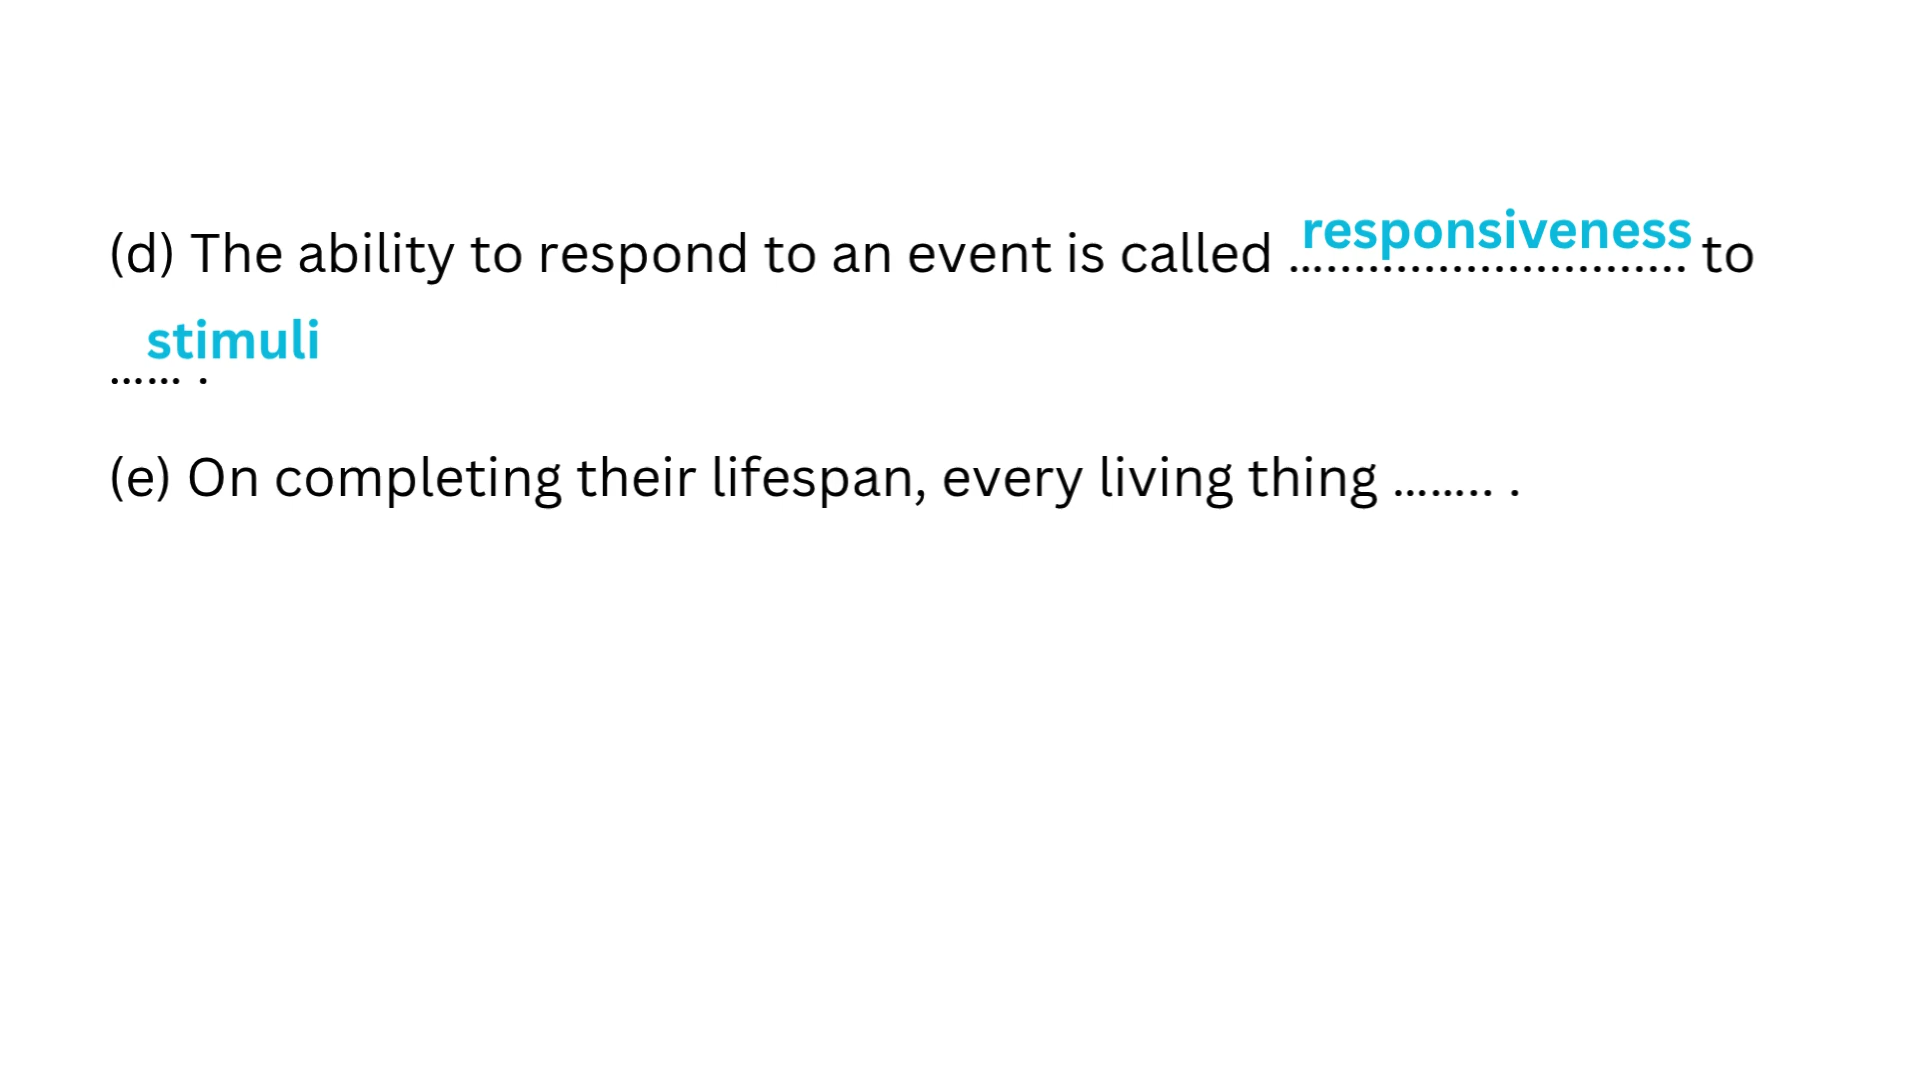 (d) The ability to respond to an event is called responsiveness to
stimuli
...... .
(e) On completing their lifespan, every living thing ........ .